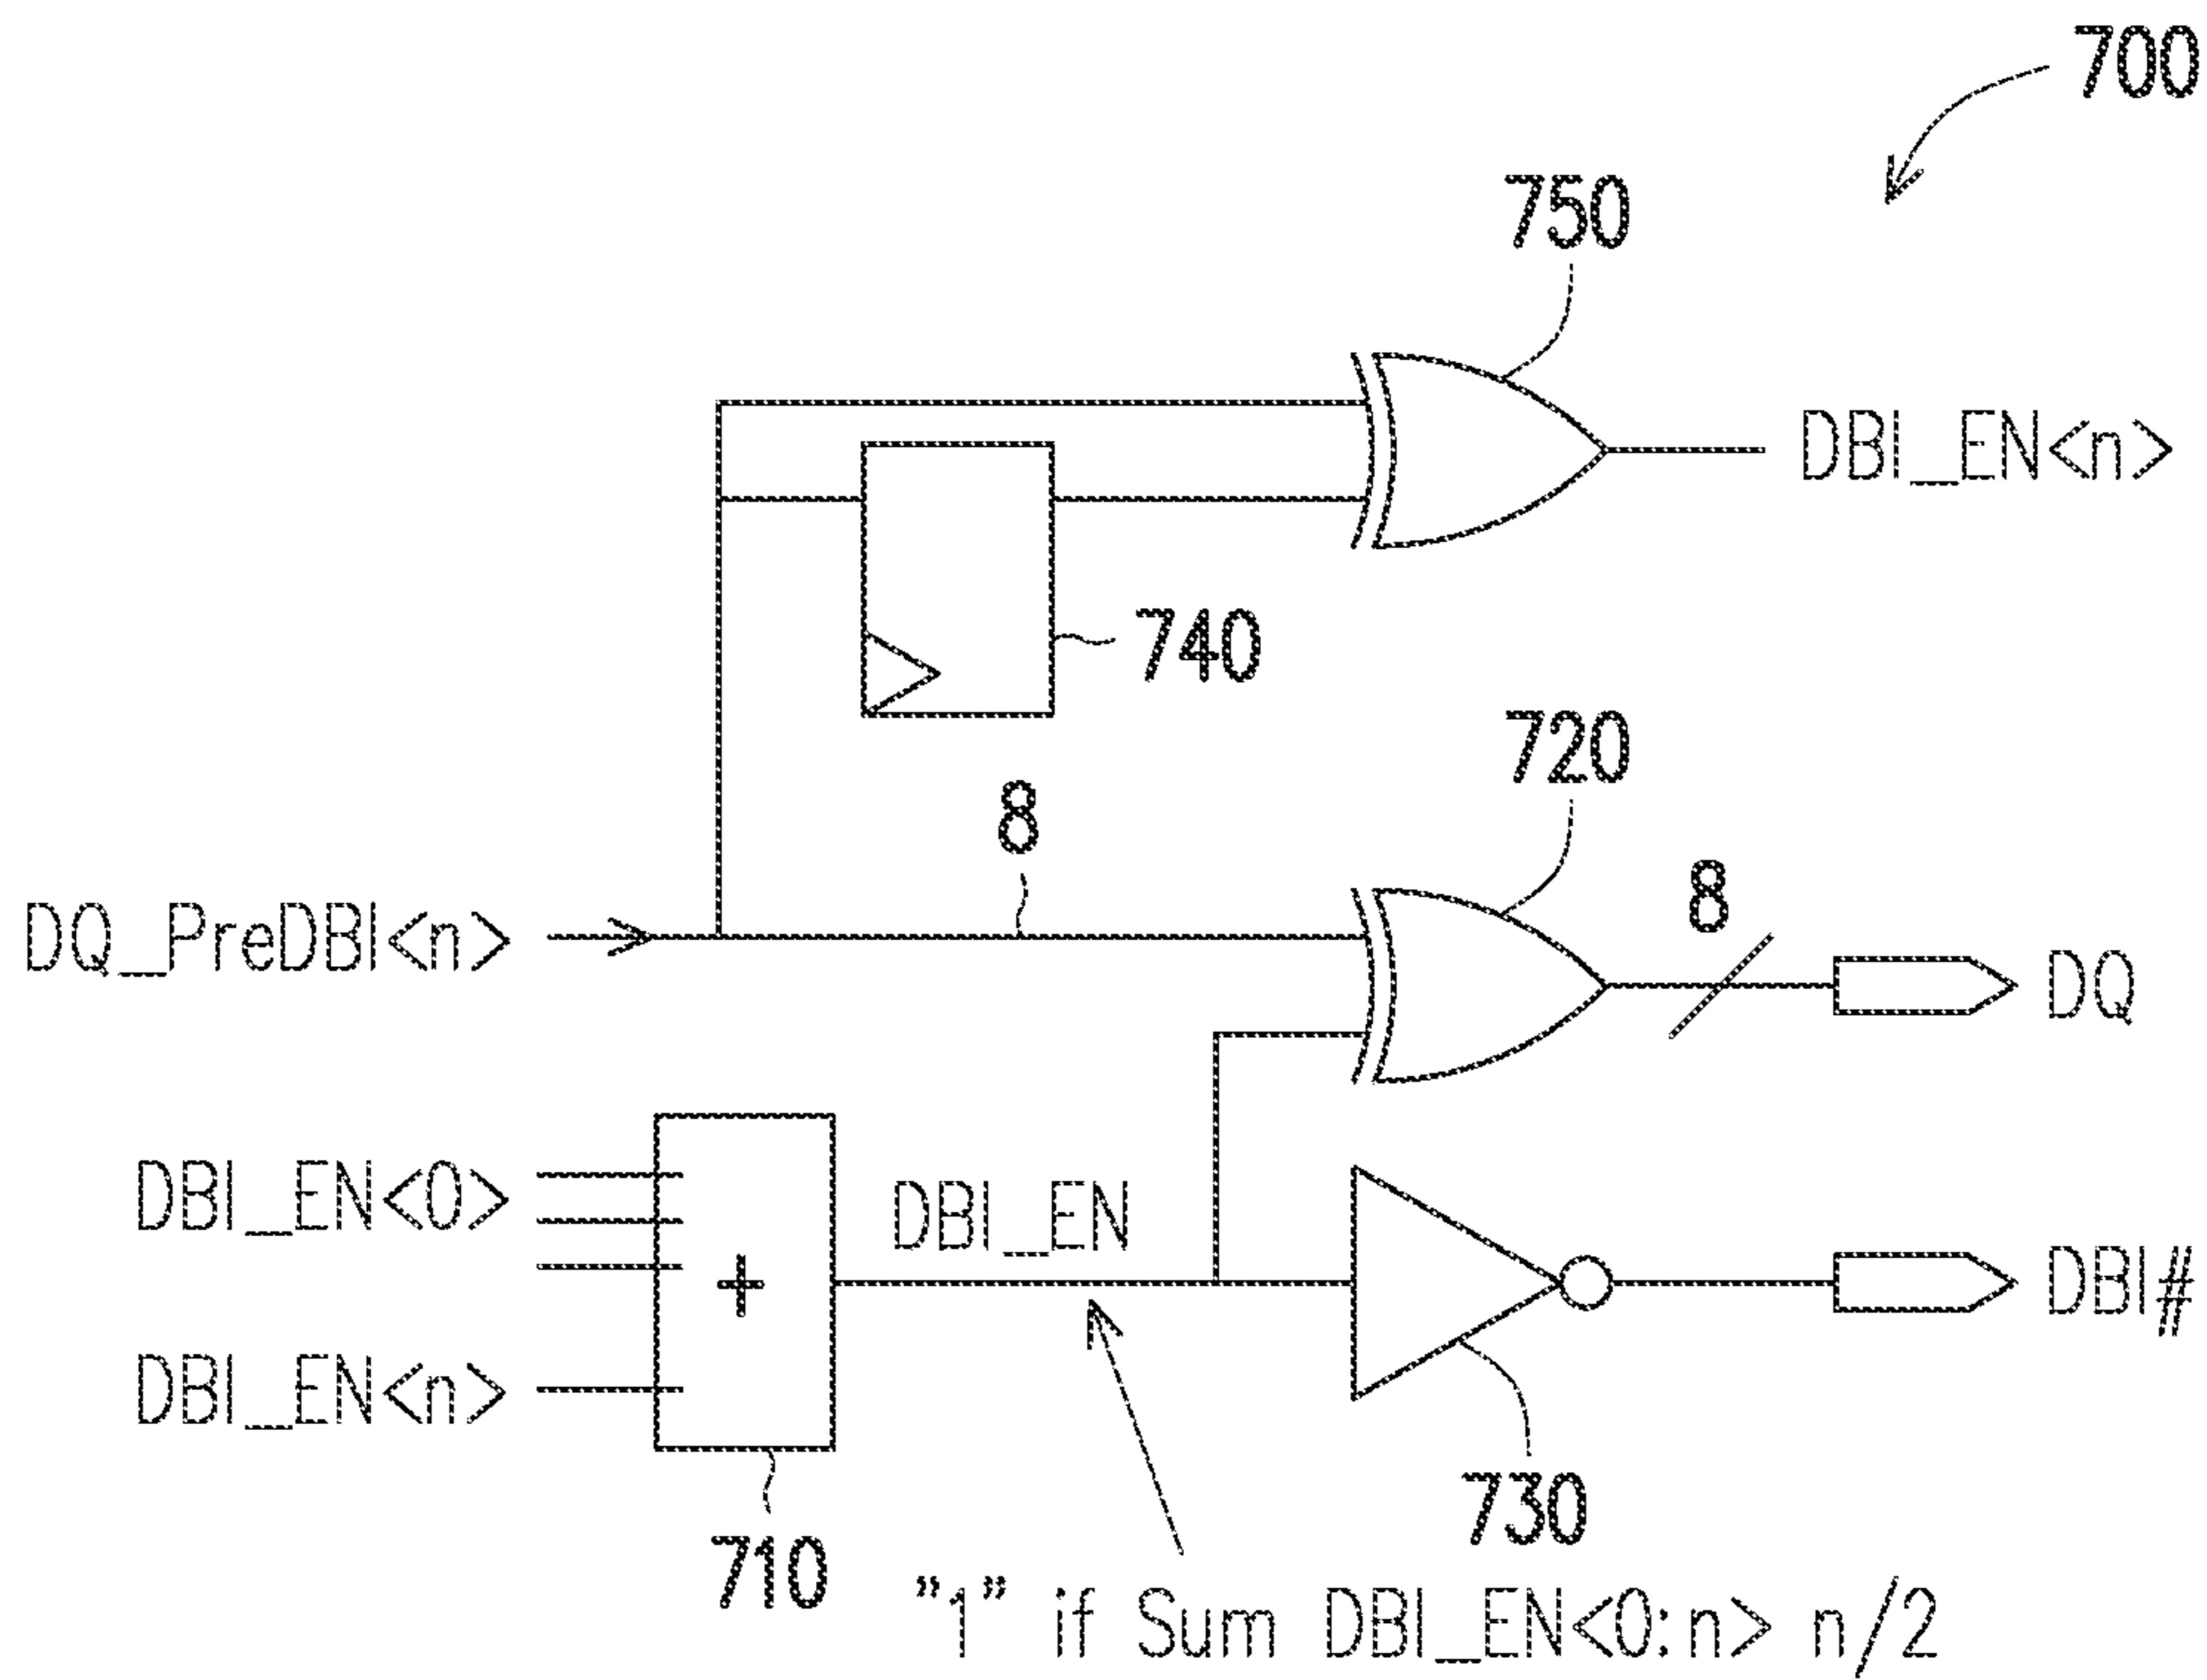 700
750
DBI_EN<n>
740
720
8
8
DQ_PreDBI<n>
DQ
DBI_EN<0>
DBI_EN
+
DBI#
DBI_EN<n>
730
710
"1" if Sum DBI_EN<0:n> n/2